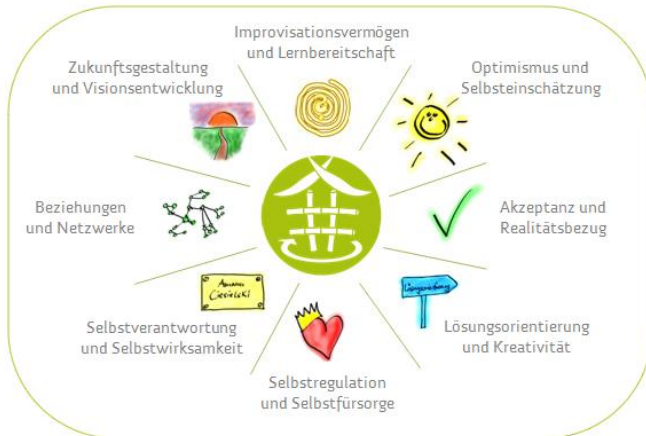 Improvisationsvermögen
und Lernbereitschaft
Optimismus und
Selbsteinschätzung
Akzeptanz und
Realitätsbezug
Lösungsorientierung
und Kreativität
Selbstregulation
und Selbstfürsorge
Selbstverantwortung
und Selbstwirksamkeit
Beziehungen
und Netzwerke
Zukunftsgestaltung
und Visionsentwicklung